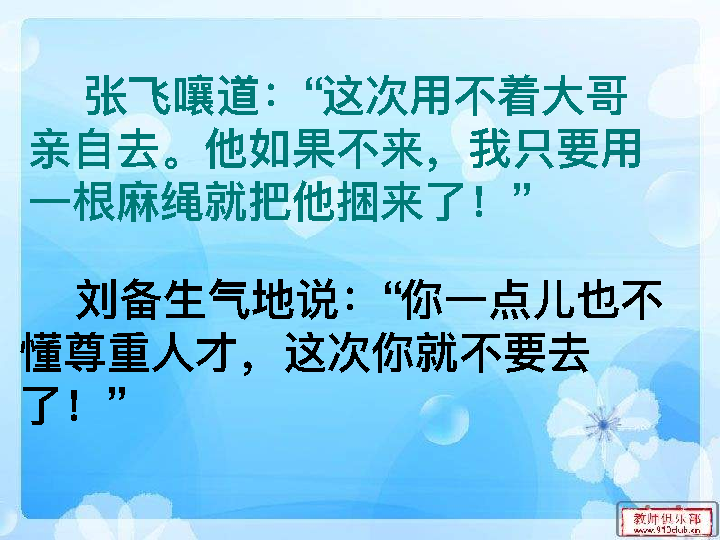 张飞嚷道：“这次用不着大哥
亲自去。他如果不来，我只要用
一根麻绳就把他捆来了！”
刘备生气地说：“你一点儿也不
懂尊重人才，这次你就不要去
了！”
教师俱乐部
www.910club.cn